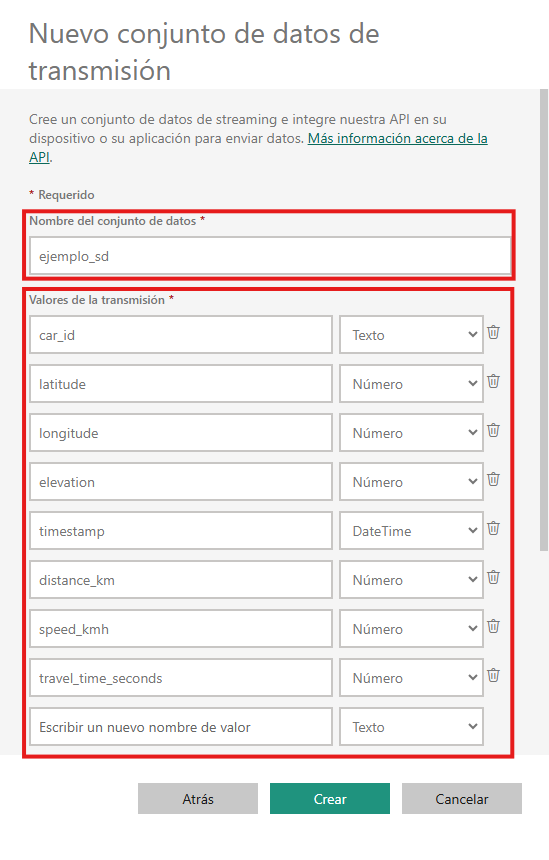 Nuevo conjunto de datos de
transmisión
Cree un conjunto de datos de streaming e integre nuestra API en su
dispositivo o su aplicación para enviar datos. Más información acerca de la
API.
* Requerido
Nombre del conjunto de datos *
ejemplo_sd
Valores de la transmisión *
car_id Texto
latitude Número
longitude Número
elevation Número
timestamp DateTime
distance_km Número
speed_kmh Número
travel_time_seconds Número
Escribir un nuevo nombre de valor Texto
Atrás Crear Cancelar